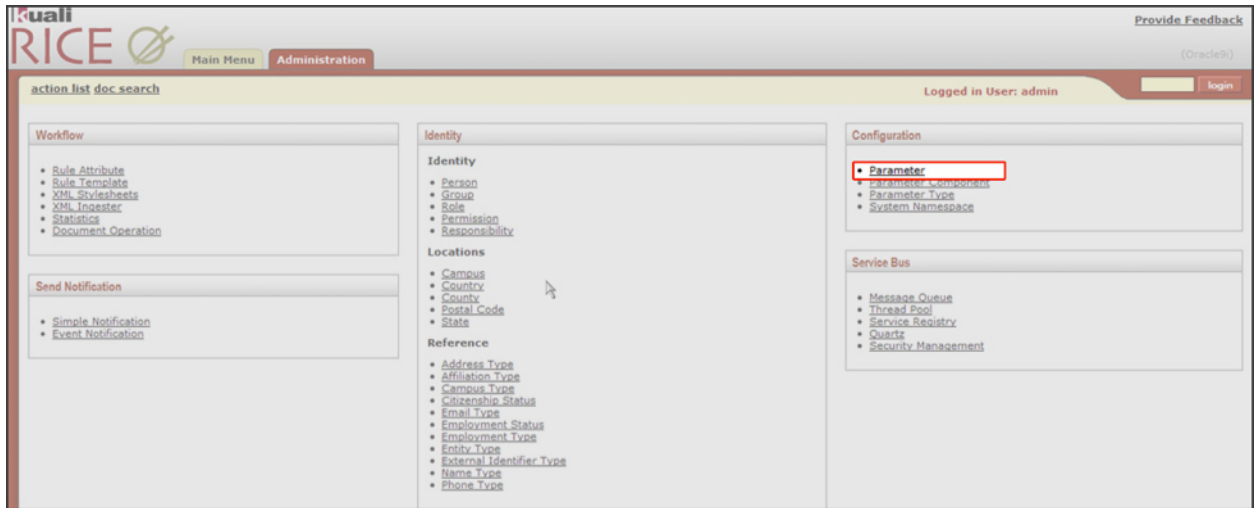 Kuali
RICE
Provide Feedback
Main Menu Administration
(Oracle9i)
action list doc search
Logged in User: admin
login
Workflow
Rule Attribute
Rule Template
XML Stylesheets
XML Ingester
Statistics
Document Operation
Send Notification
Simple Notification
Event Notification
Identity
Identity
Person
Group
Role
Permission
Responsibility
Locations
Campus
Country
County
Postal Code
State
Reference
Address Type
Affiliation Type
Campus Type
Citizenship Status
Email Type
Employment Status
Employment Type
Entity Type
External Identifier Type
Name Type
Phone Type
Configuration
Parameter
Parameter Component
Parameter Type
System Namespace
Service Bus
Message Queue
Thread Pool
Service Registry
Quartz
Security Management